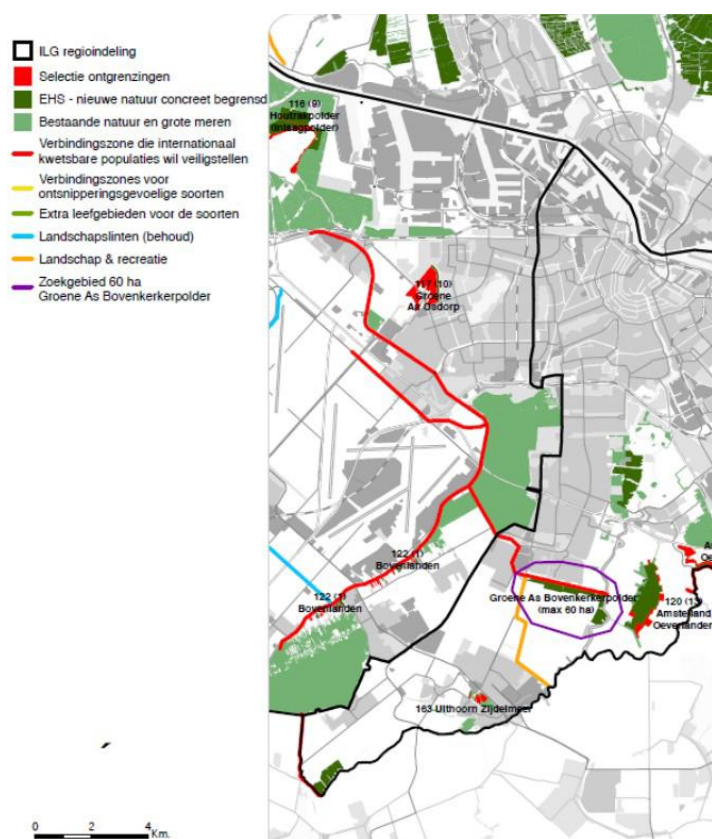 ILG regioindeling
Selectie ontgrenzingen
EHS - nieuwe natuur concreet begrensd
Bestaande natuur en grote meren
Verbindingszone die internationaal
kwetsbare populaties wil veiligstellen
Verbindingszones voor
ontsnipperingsgevoelige soorten
Extra leefgebieden voor de soorten
Landschapslinten (behoud)
Landschap & recreatie
Zoekgebied 60 ha
Groene As Bovenkerkerpolder
116 (9)
Houtrakpolder
(Inlaagpolder)
117 (10)
Groene
As Osdorp
122 (1)
Bovenlanden
122 (1)
Bovenlanden
Groene As Bovenkerkerpolder
(max 60 ha)
120 (13)
Amstelland
Oeverlanden
163 Uithoorn Zijdelmeer
0 2 4 Km.